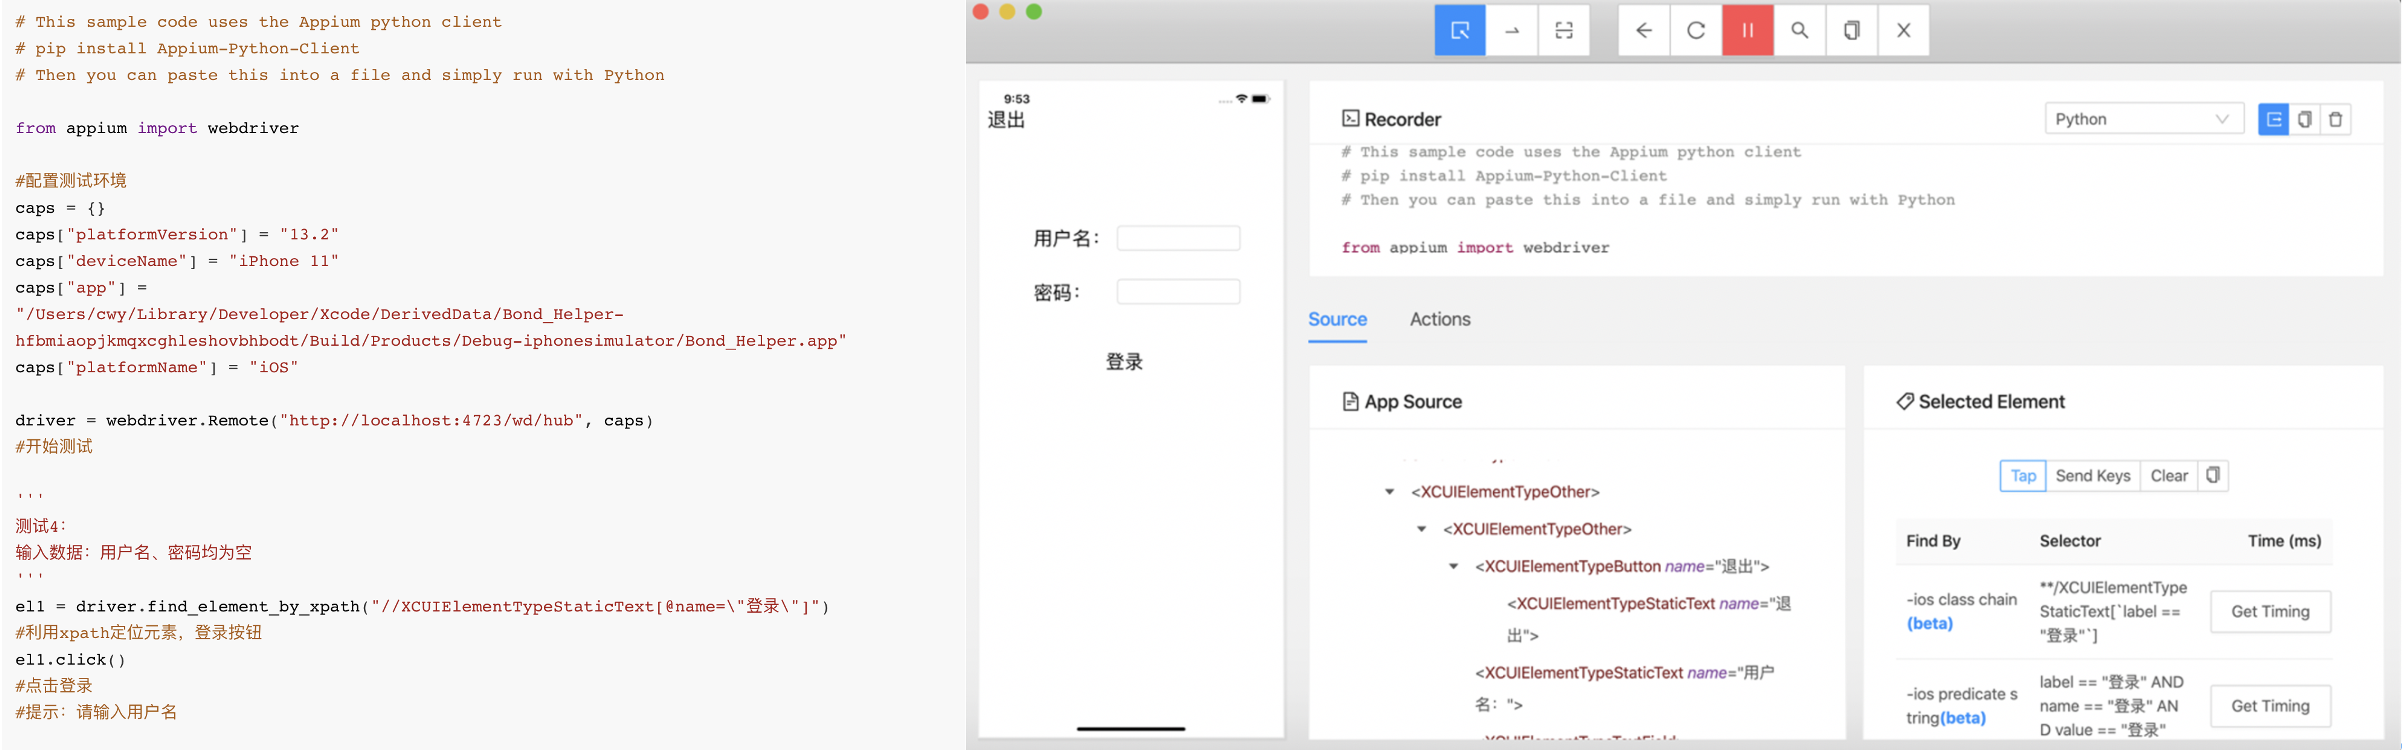 # This sample code uses the Appium python client
# pip install Appium-Python-Client
# Then you can paste this into a file and simply run with Python
from appium import webdriver
#配置测试环境
caps = {}
caps["platformVersion"] = "13.2"
caps["deviceName"] = "iPhone 11"
caps["app"] =
"/Users/cwy/Library/Developer/Xcode/DerivedData/Bond_Helper-
hfbmiaopjkmqxcghleshovbhbodt/Build/Products/Debug-iphonesimulator/Bond_Helper.app"
caps["platformName"] = "iOS"
driver = webdriver.Remote("http://localhost:4723/wd/hub", caps)
#开始测试
'''
测试4：
输入数据：用户名、密码均为空
'''
el1 = driver.find_element_by_xpath("//XCUIElementTypeStaticText[@name=\"登录\"]")
#利用xpath定位元素，登录按钮
el1.click()
#点击登录
#提示：请输入用户名
9:53
退出
用户名：
密码：
登录
Recorder
Python
# This sample code uses the Appium python client
# pip install Appium-Python-Client
# Then you can paste this into a file and simply run with Python
from appium import webdriver
Source
Actions
App Source
<XCUIElementTypeOther>
<XCUIElementTypeOther>
<XCUIElementTypeButton name="退出">
<XCUIElementTypeStaticText name="退
出">
<XCUIElementTypeStaticText name="用户
名：">
Selected Element
Tap
Send Keys
Clear
Find By
Selector
Time (ms)
-ios class chain
(beta)
**/XCUIElementType
StaticText[`label ==
"登录"`]
Get Timing
-ios predicate s
tring(beta)
label == "登录" AND
name == "登录" AN
D value == "登录"
Get Timing